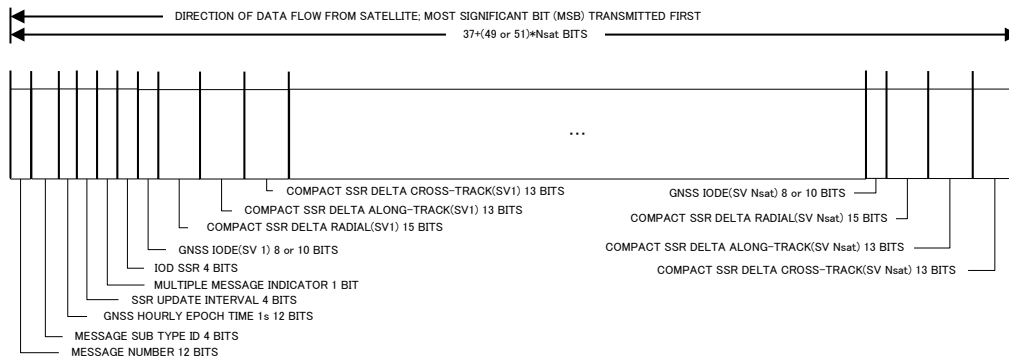 DIRECTION OF DATA FLOW FROM SATELLITE; MOST SIGNIFICANT BIT (MSB) TRANSMITTED FIRST
37+(49 or 51)*Nsat BITS
...
COMPACT SSR DELTA CROSS-TRACK(SV1) 13 BITS
COMPACT SSR DELTA ALONG-TRACK(SV1) 13 BITS
COMPACT SSR DELTA RADIAL(SV1) 15 BITS
GNSS IODE(SV 1) 8 or 10 BITS
IOD SSR 4 BITS
MULTIPLE MESSAGE INDICATOR 1 BIT
SSR UPDATE INTERVAL 4 BITS
GNSS HOURLY EPOCH TIME 1s 12 BITS
MESSAGE SUB TYPE ID 4 BITS
MESSAGE NUMBER 12 BITS
GNSS IODE(SV Nsat) 8 or 10 BITS
COMPACT SSR DELTA RADIAL(SV Nsat) 15 BITS
COMPACT SSR DELTA ALONG-TRACK(SV Nsat) 13 BITS
COMPACT SSR DELTA CROSS-TRACK(SV Nsat) 13 BITS